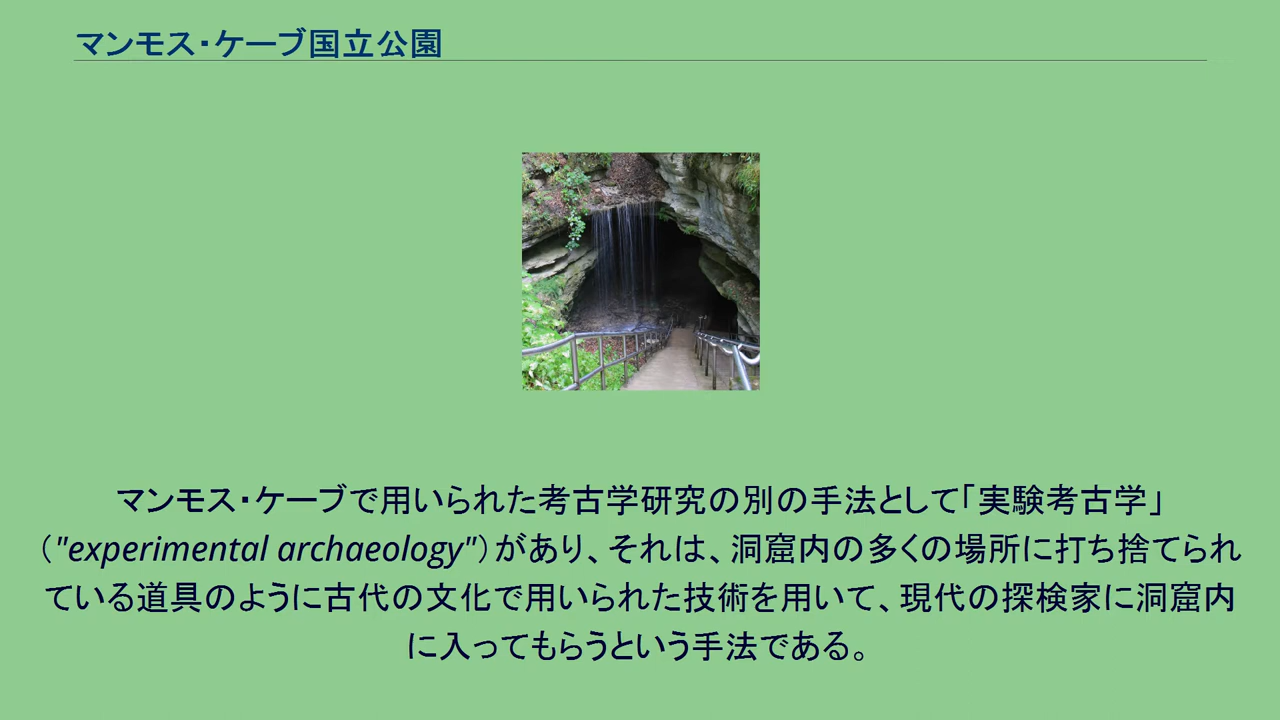 マンモス・ケーブ国立公園
マンモス・ケーブで用いられた考古学研究の別の手法として「実験考古学」
（"experimental archaeology"）があり、それは、洞窟内の多くの場所に打ち捨てられ
ている道具のように古代の文化で用いられた技術を用いて、現代の探検家に洞窟内
に入ってもらうという手法である。